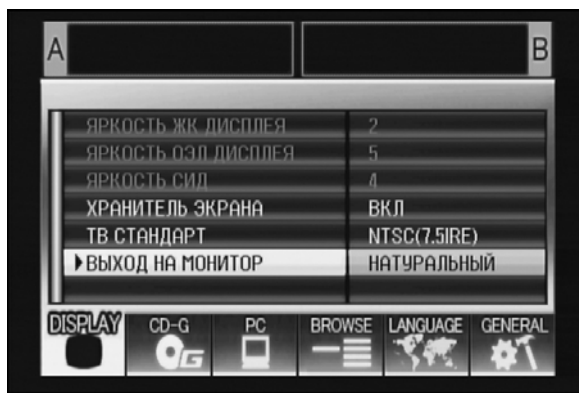 A B
ЯРКОСТЬ ЖК ДИСПЛЕЯ 2
ЯРКОСТЬ ОЭЛ ДИСПЛЕЯ 5
ЯРКОСТЬ СИД 4
ХРАНИТЕЛЬ ЭКРАНА ВКЛ
ТВ СТАНДАРТ NTSC(7.5IRE)
ВЫХОД НА МОНИТОР НАТУРАЛЬНЫЙ
DISPLAY CD-G PC BROWSE LANGUAGE GENERAL
G